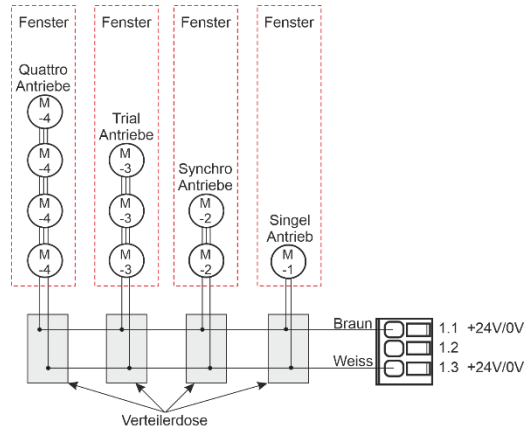 Fenster
Fenster
Fenster
Fenster
Quattro
Antriebe
M
-4
M
-4
M
-4
M
-4
Trial
Antriebe
M
-3
M
-3
M
-3
Synchro
Antriebe
M
-2
M
-2
Singel
Antrieb
M
-1
Braun
1.1 +24V/0V
1.2
Weiss
1.3 +24V/0V
Verteilerdose